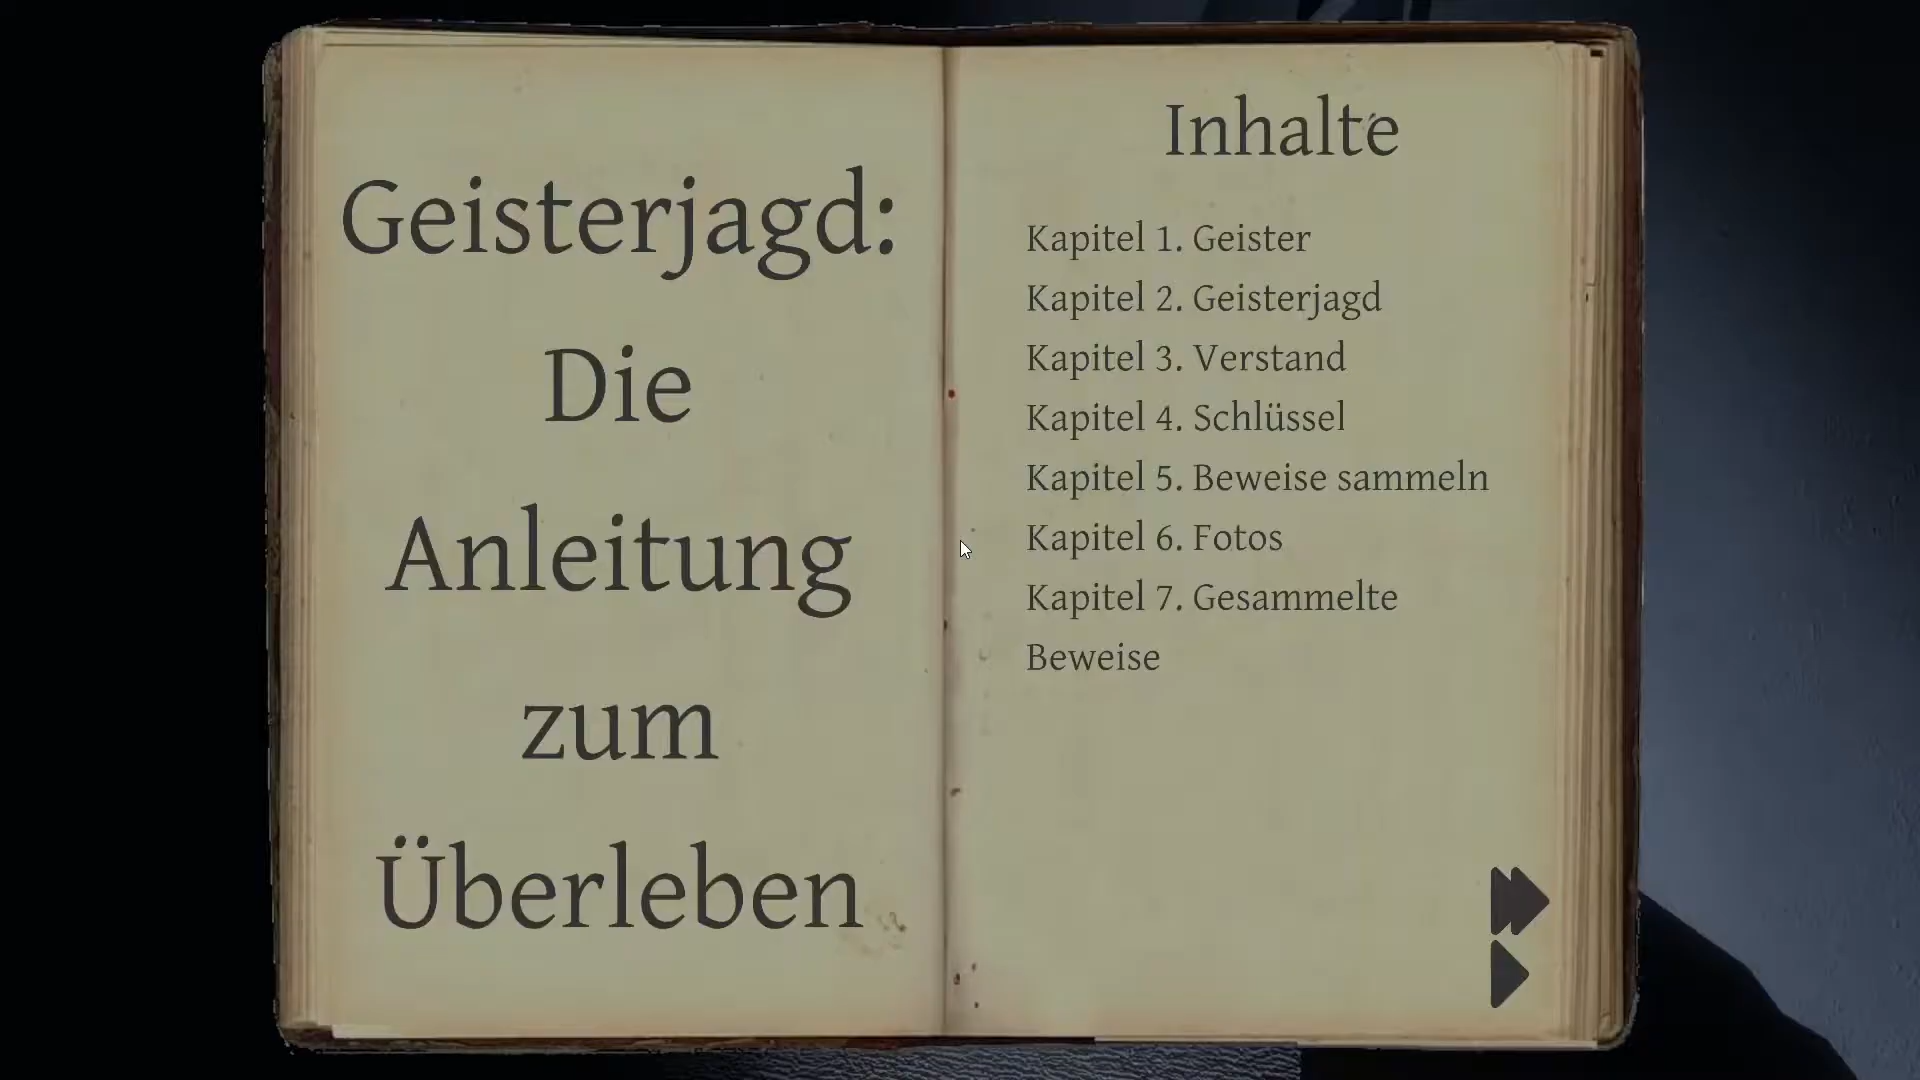 Geisterjagd:
Die
Anleitung
zum
Überleben
Inhalte
Kapitel 1. Geister
Kapitel 2. Geisterjagd
Kapitel 3. Verstand
Kapitel 4. Schlüssel
Kapitel 5. Beweise sammeln
Kapitel 6. Fotos
Kapitel 7. Gesammelte
Beweise